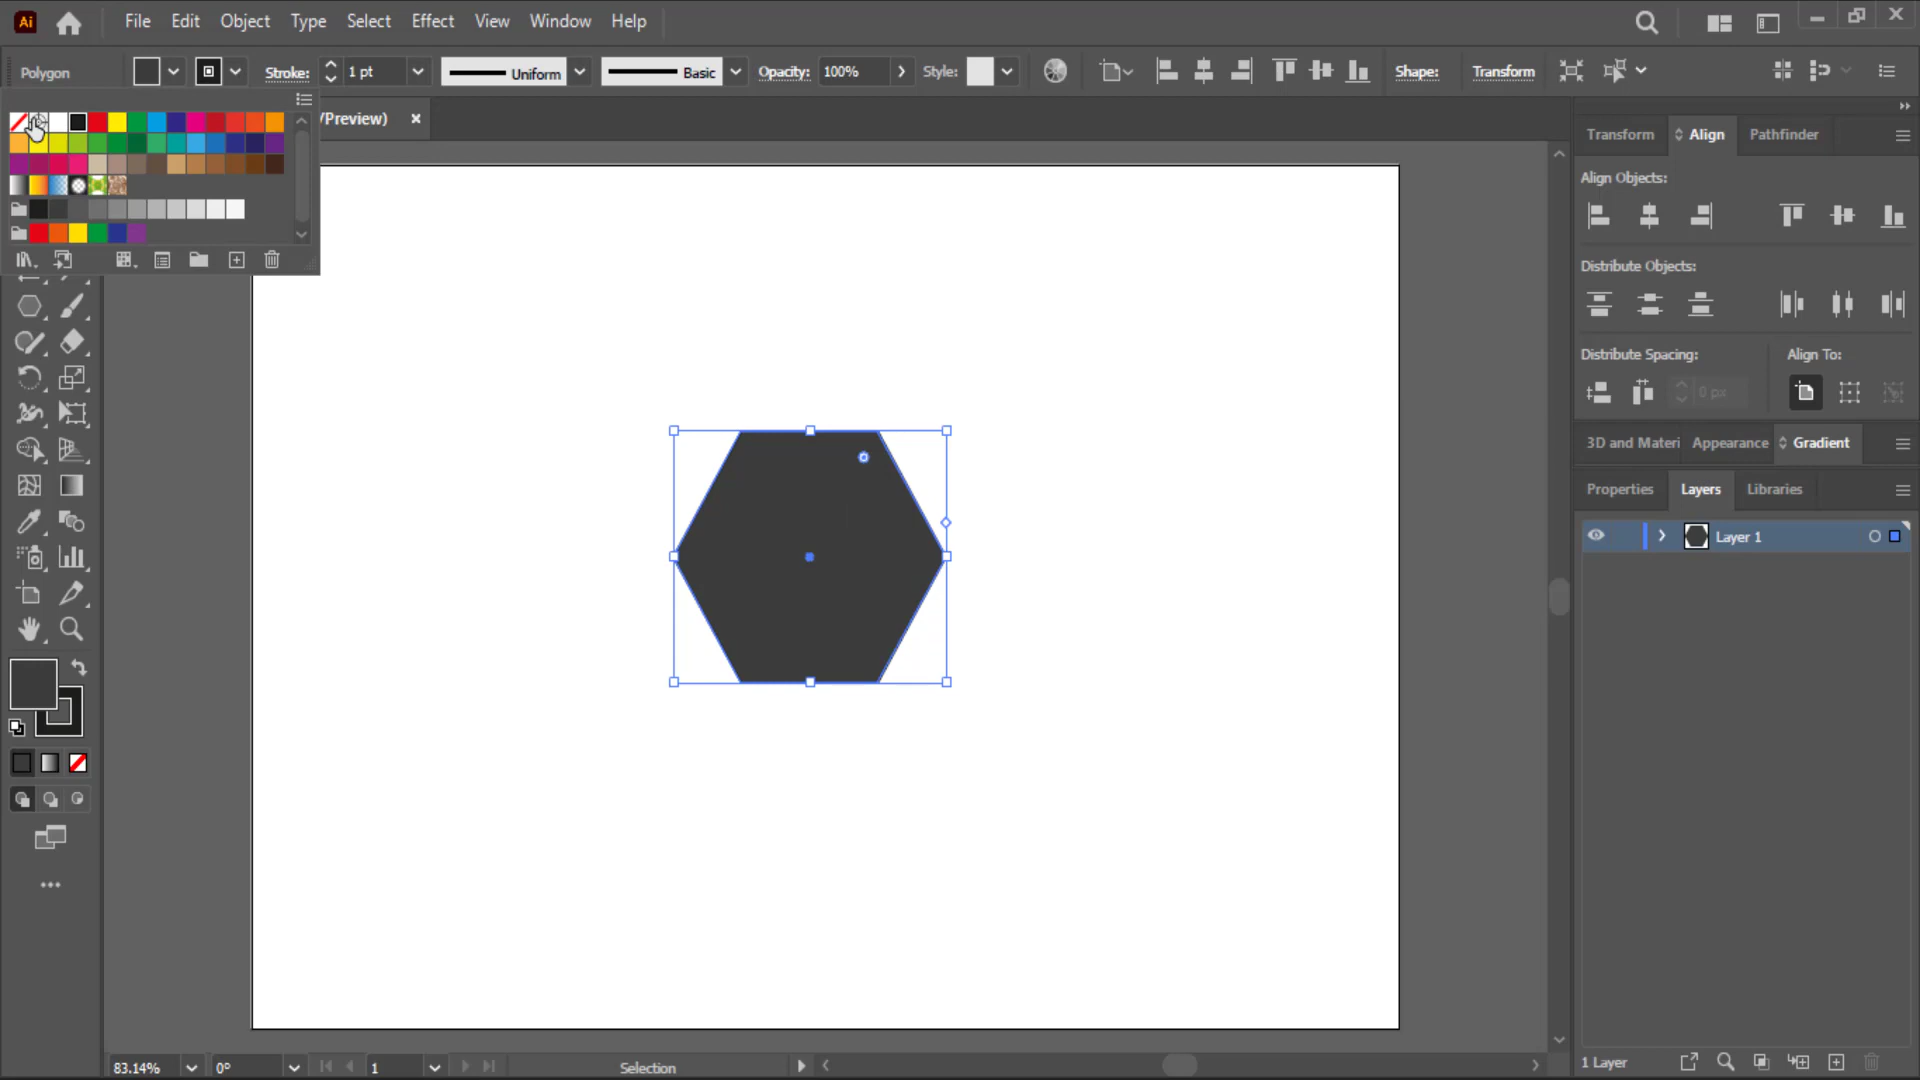 Ai File Edit Object Type Select Effect View Window Help
Polygon Stroke: 1 pt Uniform Basic Opacity: 100% Style: Shape: Transform
/Preview) ×
Transform Align Pathfinder
Align Objects:
Distribute Objects:
Distribute Spacing: Align To:
0 px
3D and Materi Appearance Gradient
Properties Layers Libraries
Layer 1
83.14% 0° 1 Selection
1 Layer